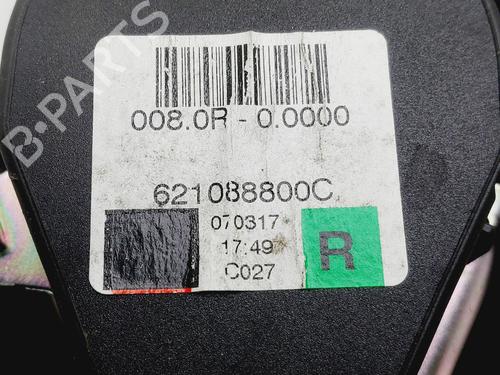 B-PARTS
008.0R - 0.0000
621088800C
070317
17:49
C027
R